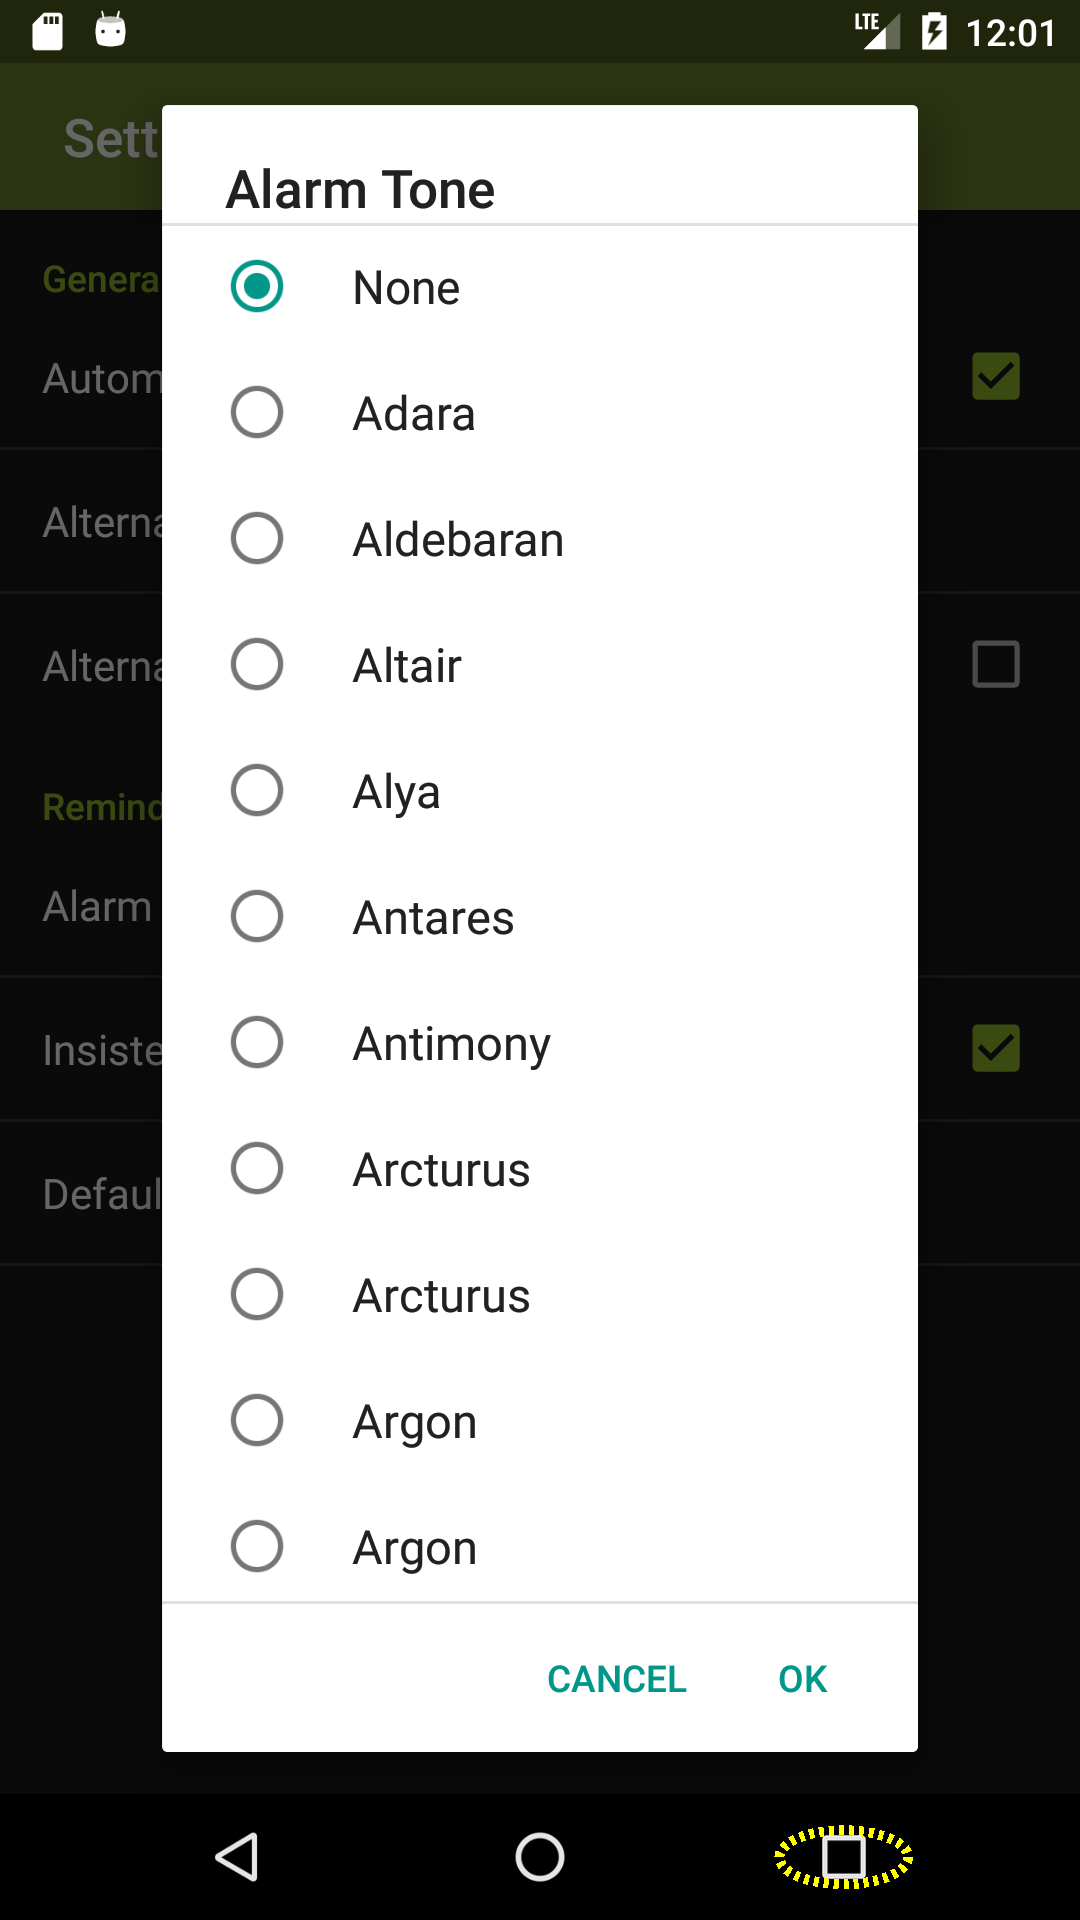 LTE 12:01
Sett
Alarm Tone
Genera
None
Autom
Adara
Alterna
Aldebaran
Alterna
Altair
Remind
Alya
Alarm
Antares
Insiste
Antimony
Defaul
Arcturus
Arcturus
Argon
Argon
CANCEL OK